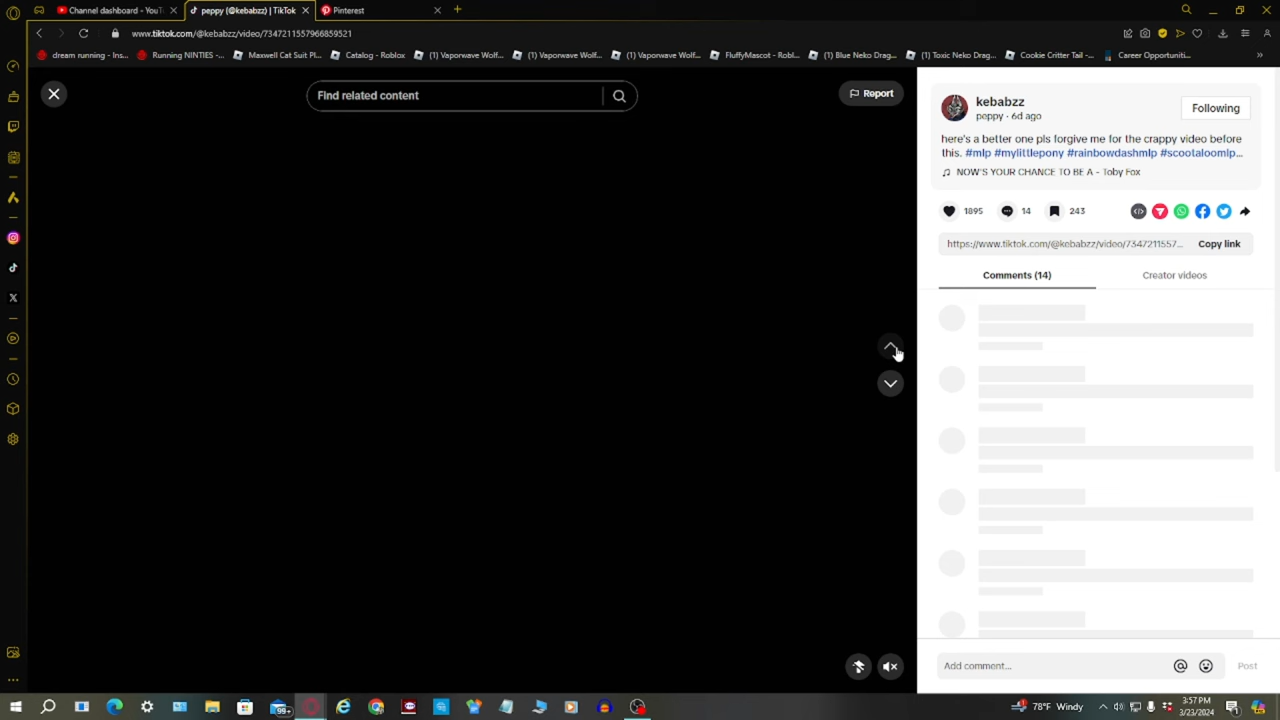 Channel dashboard - YouT
peppy (@kebabzz) | TikTok
Pinterest
www.tiktok.com/@kebabzz/video/7347211557966859521
dream running - Ins...
Running NINTIES -...
Maxwell Cat Suit Pl...
Catalog - Roblox
(1) Vaporwave Wolf...
(1) Vaporwave Wolf...
(1) Vaporwave Wolf...
FluffyMascot - Robl...
(1) Blue Neko Drag...
(1) Toxic Neko Drag...
Cookie Critter Tail -...
Career Opportuniti...
Find related content
Report
kebabzz
peppy · 6d ago
Following
here's a better one pls forgive me for the crappy video before
this. #mlp #mylittlepony #rainbowdashmlp #scootaloomlp...
NOW'S YOUR CHANCE TO BE A - Toby Fox
1895
14
243
https://www.tiktok.com/@kebabzz/video/7347211557...
Copy link
Comments (14)
Creator videos
Add comment...
Post
99+
78°F Windy
3:57 PM
3/23/2024